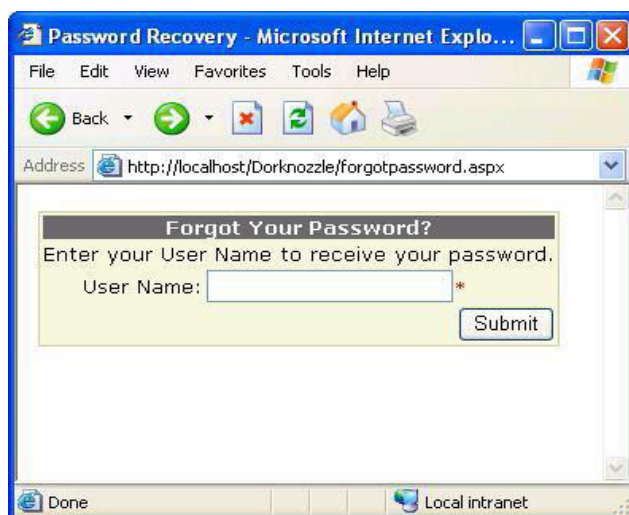 Password Recovery - Microsoft Internet Explo...
File Edit View Favorites Tools Help
Back
Address http://localhost/Dorknozzle/forgotpassword.aspx
Forgot Your Password?
Enter your User Name to receive your password.
User Name: *
Submit
Done Local intranet